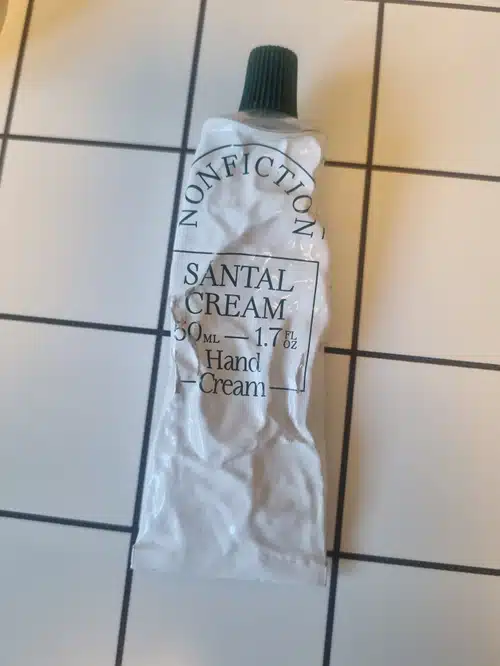 NONFICTION
SANTAL
CREAM
50ML — 1.7 FL OZ
Hand
Cream